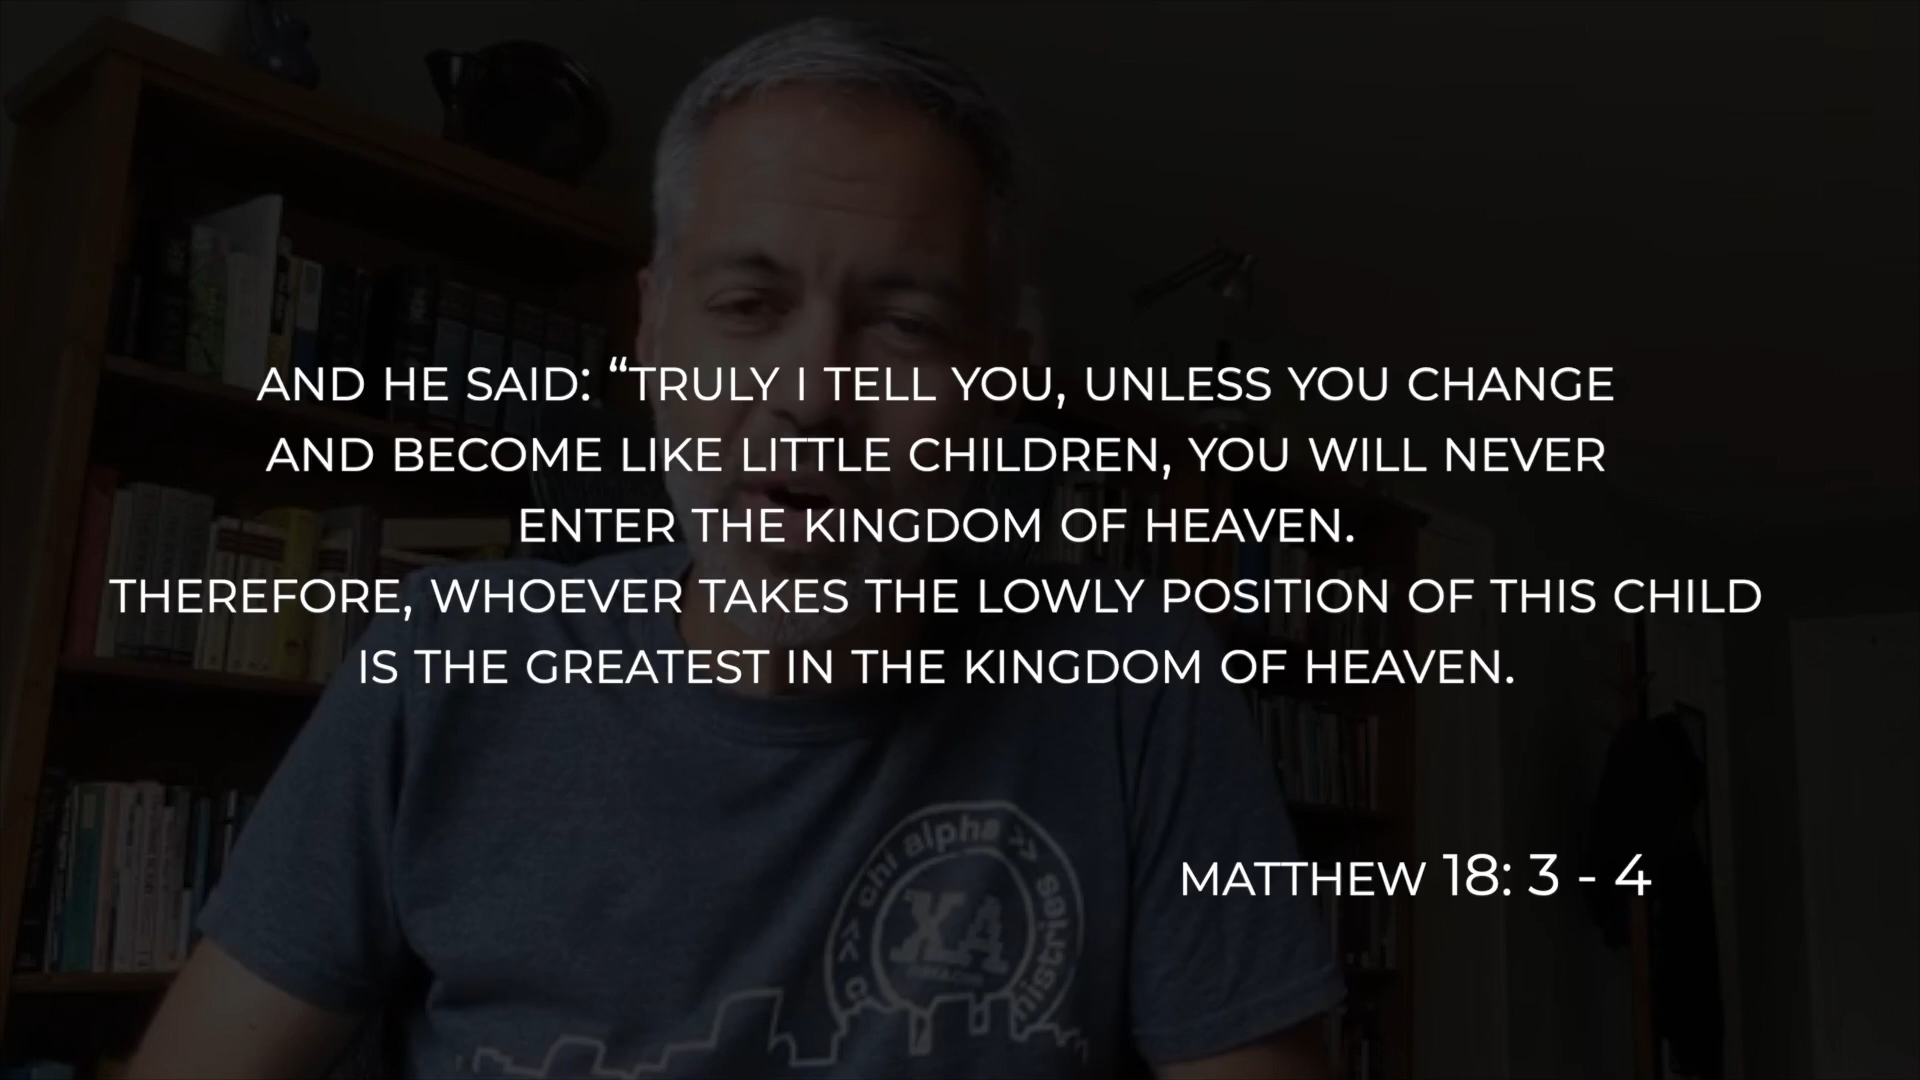 AND HE SAID: “TRULY I TELL YOU, UNLESS YOU CHANGE
AND BECOME LIKE LITTLE CHILDREN, YOU WILL NEVER
ENTER THE KINGDOM OF HEAVEN.
THEREFORE, WHOEVER TAKES THE LOWLY POSITION OF THIS CHILD
IS THE GREATEST IN THE KINGDOM OF HEAVEN.
MATTHEW 18: 3 - 4
>> chi alpha >>
XA